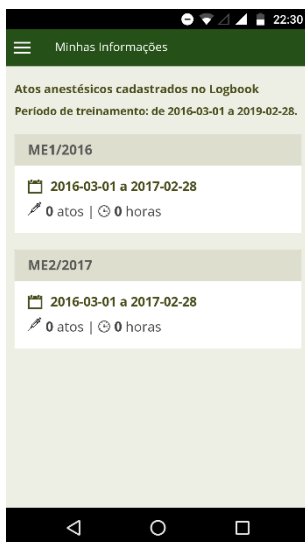 22:30
Minhas Informações
Atos anestésicos cadastrados no Logbook
Período de treinamento: de 2016-03-01 a 2019-02-28.
ME1/2016
2016-03-01 a 2017-02-28
0 atos | 0 horas
ME2/2017
2016-03-01 a 2017-02-28
0 atos | 0 horas